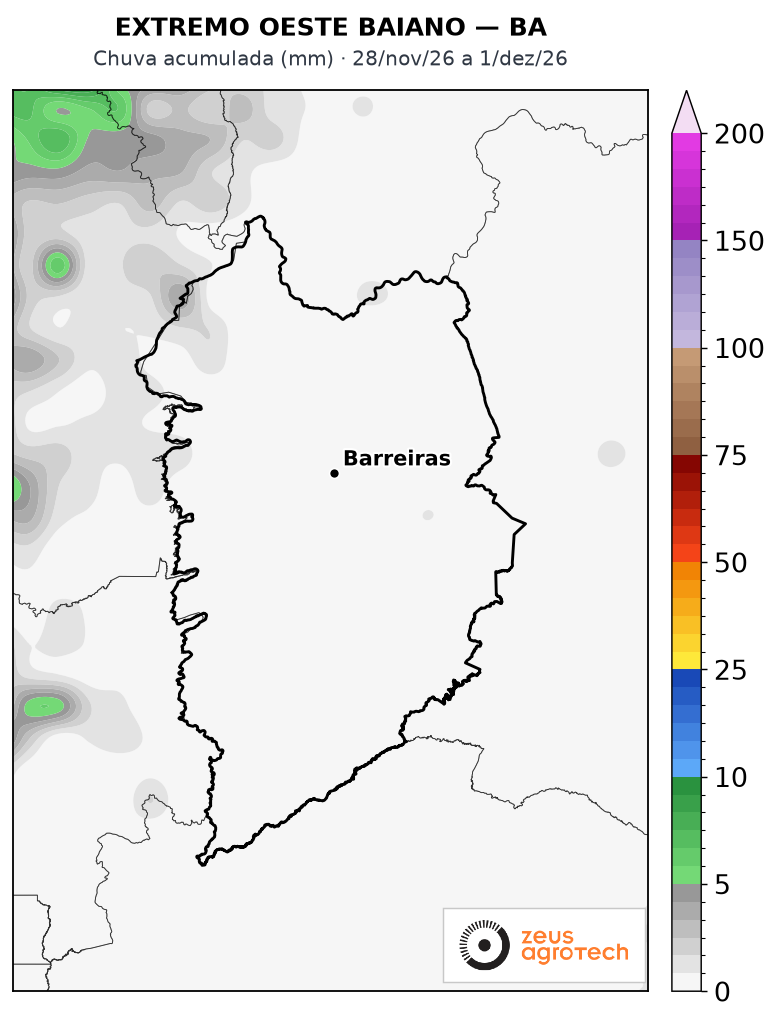 EXTREMO OESTE BAIANO — BA
Chuva acumulada (mm) · 28/nov/26 a 1/dez/26
200
150
100
75
50
25
10
5
0
Barreiras
zeus
agrotech